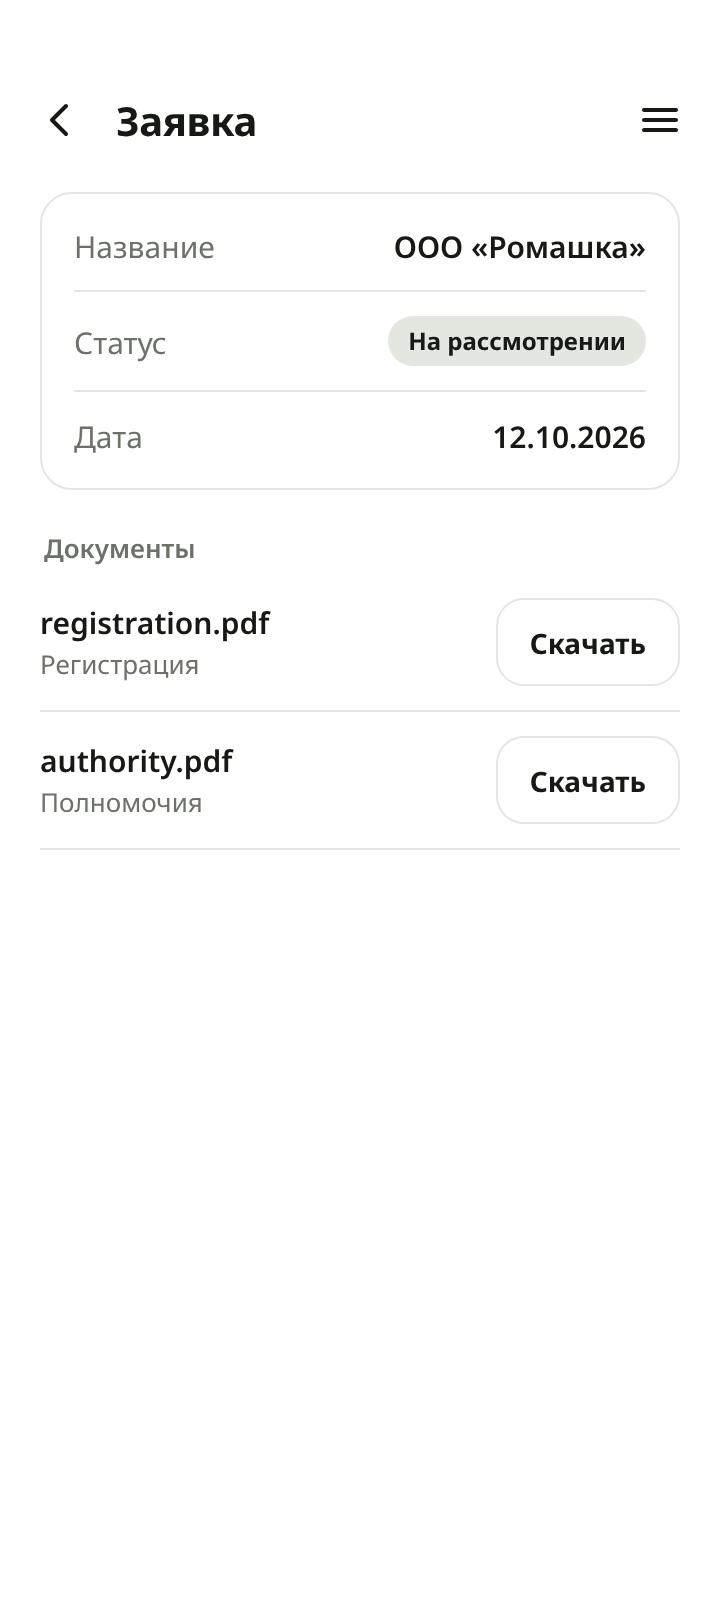 Заявка
Название ООО «Ромашка»
Статус На рассмотрении
Дата 12.10.2026
Документы
registration.pdf
Регистрация
Скачать
authority.pdf
Полномочия
Скачать